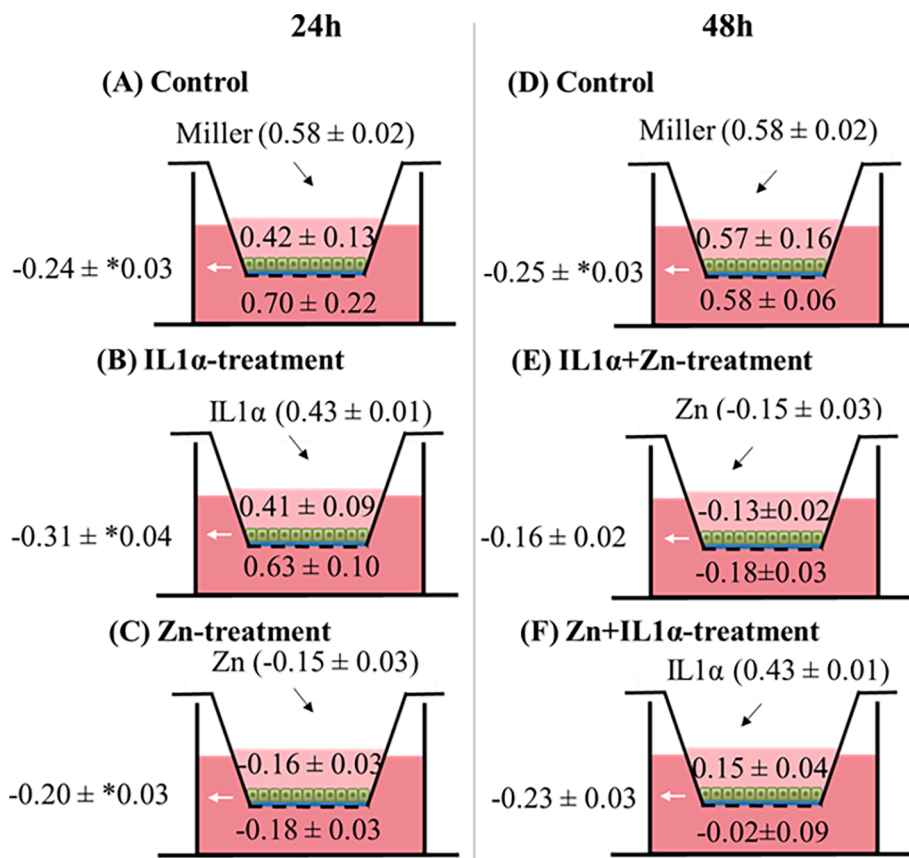 24h
(A) Control
Miller (0.58 ± 0.02)
0.42 ± 0.13
-0.24 ± *0.03
0.70 ± 0.22
(B) IL1α-treatment
IL1α (0.43 ± 0.01)
0.41 ± 0.09
-0.31 ± *0.04
0.63 ± 0.10
(C) Zn-treatment
Zn (-0.15 ± 0.03)
-0.16 ± 0.03
-0.20 ± *0.03
-0.18 ± 0.03
48h
(D) Control
Miller (0.58 ± 0.02)
0.57 ± 0.16
-0.25 ± *0.03
0.58 ± 0.06
(E) IL1α+Zn-treatment
Zn (-0.15 ± 0.03)
-0.13±0.02
-0.16 ± 0.02
-0.18±0.03
(F) Zn+IL1α-treatment
IL1α (0.43 ± 0.01)
0.15 ± 0.04
-0.23 ± 0.03
-0.02±0.09